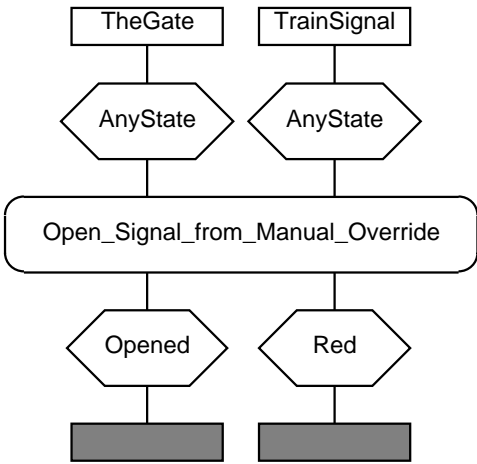 TheGate
TrainSignal
AnyState
AnyState
Open_Signal_from_Manual_Override
Opened
Red